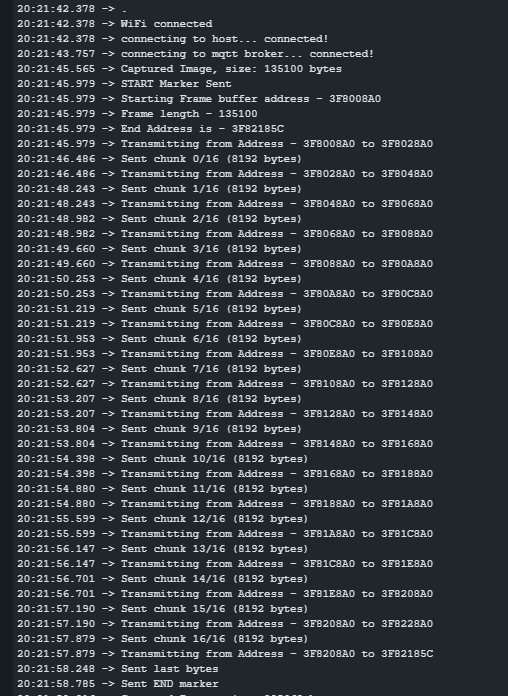 20:21:42.378 -> .
20:21:42.378 -> WiFi connected
20:21:42.378 -> connecting to host... connected!
20:21:43.757 -> connecting to mqtt broker... connected!
20:21:45.565 -> Captured Image, size: 135100 bytes
20:21:45.979 -> START Marker Sent
20:21:45.979 -> Starting Frame buffer address - 3F8008A0
20:21:45.979 -> Frame length - 135100
20:21:45.979 -> End Address is - 3F82185C
20:21:45.979 -> Transmitting from Address - 3F8008A0 to 3F8028A0
20:21:46.486 -> Sent chunk 0/16 (8192 bytes)
20:21:46.486 -> Transmitting from Address - 3F8028A0 to 3F8048A0
20:21:48.243 -> Sent chunk 1/16 (8192 bytes)
20:21:48.243 -> Transmitting from Address - 3F8048A0 to 3F8068A0
20:21:48.982 -> Sent chunk 2/16 (8192 bytes)
20:21:48.982 -> Transmitting from Address - 3F8068A0 to 3F8088A0
20:21:49.660 -> Sent chunk 3/16 (8192 bytes)
20:21:49.660 -> Transmitting from Address - 3F8088A0 to 3F80A8A0
20:21:50.253 -> Sent chunk 4/16 (8192 bytes)
20:21:50.253 -> Transmitting from Address - 3F80A8A0 to 3F80C8A0
20:21:51.219 -> Sent chunk 5/16 (8192 bytes)
20:21:51.219 -> Transmitting from Address - 3F80C8A0 to 3F80E8A0
20:21:51.953 -> Sent chunk 6/16 (8192 bytes)
20:21:51.953 -> Transmitting from Address - 3F80E8A0 to 3F8108A0
20:21:52.627 -> Sent chunk 7/16 (8192 bytes)
20:21:52.627 -> Transmitting from Address - 3F8108A0 to 3F8128A0
20:21:53.207 -> Sent chunk 8/16 (8192 bytes)
20:21:53.207 -> Transmitting from Address - 3F8128A0 to 3F8148A0
20:21:53.804 -> Sent chunk 9/16 (8192 bytes)
20:21:53.804 -> Transmitting from Address - 3F8148A0 to 3F8168A0
20:21:54.398 -> Sent chunk 10/16 (8192 bytes)
20:21:54.398 -> Transmitting from Address - 3F8168A0 to 3F8188A0
20:21:54.880 -> Sent chunk 11/16 (8192 bytes)
20:21:54.880 -> Transmitting from Address - 3F8188A0 to 3F81A8A0
20:21:55.599 -> Sent chunk 12/16 (8192 bytes)
20:21:55.599 -> Transmitting from Address - 3F81A8A0 to 3F81C8A0
20:21:56.147 -> Sent chunk 13/16 (8192 bytes)
20:21:56.147 -> Transmitting from Address - 3F81C8A0 to 3F81E8A0
20:21:56.701 -> Sent chunk 14/16 (8192 bytes)
20:21:56.701 -> Transmitting from Address - 3F81E8A0 to 3F8208A0
20:21:57.190 -> Sent chunk 15/16 (8192 bytes)
20:21:57.190 -> Transmitting from Address - 3F8208A0 to 3F8228A0
20:21:57.879 -> Sent chunk 16/16 (8192 bytes)
20:21:57.879 -> Transmitting from Address - 3F8208A0 to 3F82185C
20:21:58.248 -> Sent last bytes
20:21:58.785 -> Sent END marker